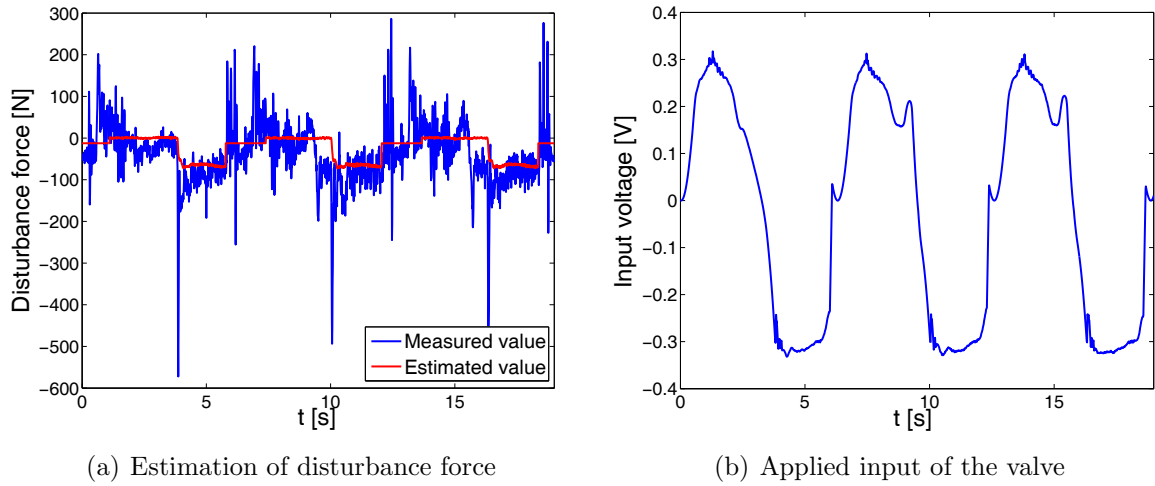 300
200
100
0
−100
−200
−300
−400
−500
−600
Disturbance force [N]
0 5 10 15
t [s]
Measured value
Estimated value
(a) Estimation of disturbance force
0.4
0.3
0.2
0.1
0
−0.1
−0.2
−0.3
−0.4
Input voltage [V]
0 5 10 15
t [s]
(b) Applied input of the valve